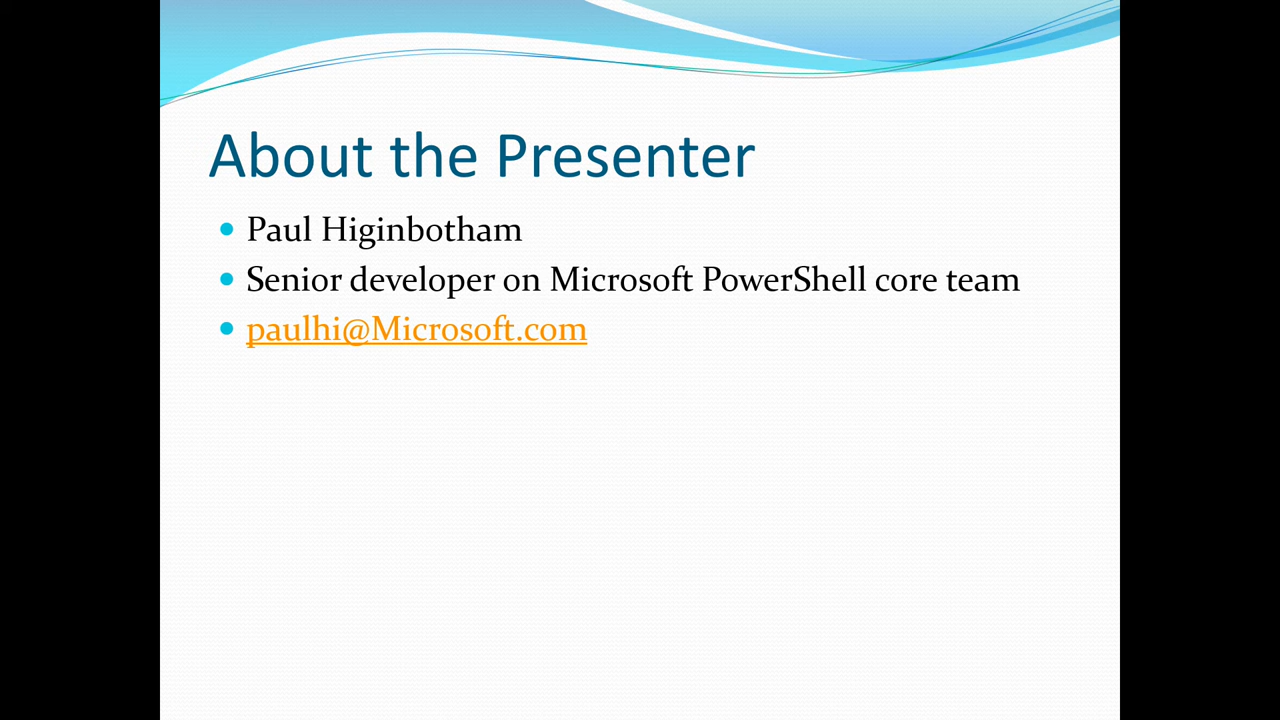 About the Presenter
Paul Higinbotham
Senior developer on Microsoft PowerShell core team
paulhi@Microsoft.com